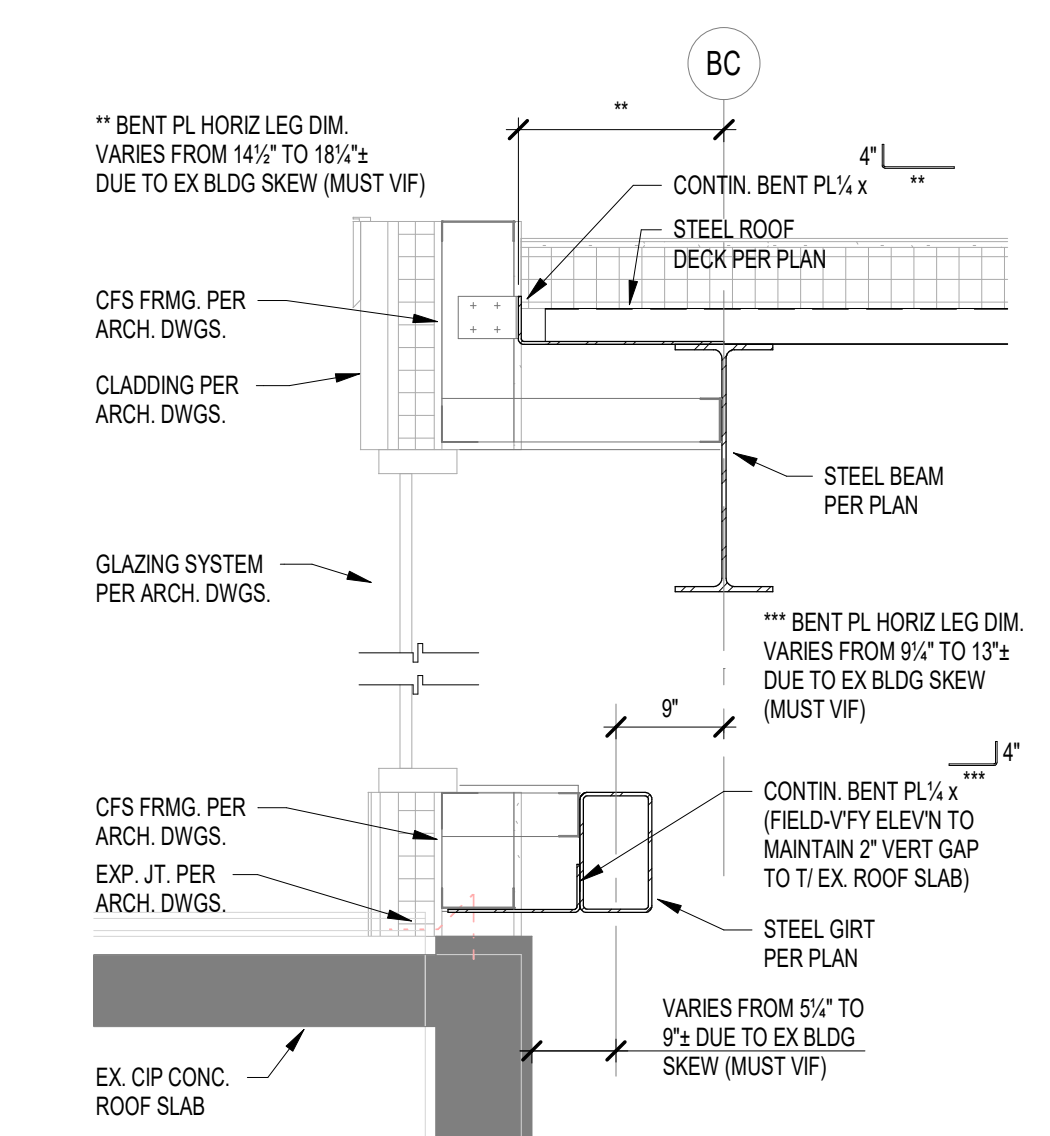 BC
**
** BENT PL HORIZ LEG DIM.
VARIES FROM 14½" TO 18¼"±
DUE TO EX BLDG SKEW (MUST VIF)
4"
**
CONTIN. BENT PL¼ x
STEEL ROOF
DECK PER PLAN
CFS FRMG. PER
ARCH. DWGS.
CLADDING PER
ARCH. DWGS.
STEEL BEAM
PER PLAN
GLAZING SYSTEM
PER ARCH. DWGS.
*** BENT PL HORIZ LEG DIM.
VARIES FROM 9¼" TO 13"±
DUE TO EX BLDG SKEW
(MUST VIF)
9"
4"
***
CONTIN. BENT PL¼ x
(FIELD-V'FY ELEV'N TO
MAINTAIN 2" VERT GAP
TO T/ EX. ROOF SLAB)
CFS FRMG. PER
ARCH. DWGS.
EXP. JT. PER
ARCH. DWGS.
STEEL GIRT
PER PLAN
VARIES FROM 5¼" TO
9"± DUE TO EX BLDG
SKEW (MUST VIF)
EX. CIP CONC.
ROOF SLAB